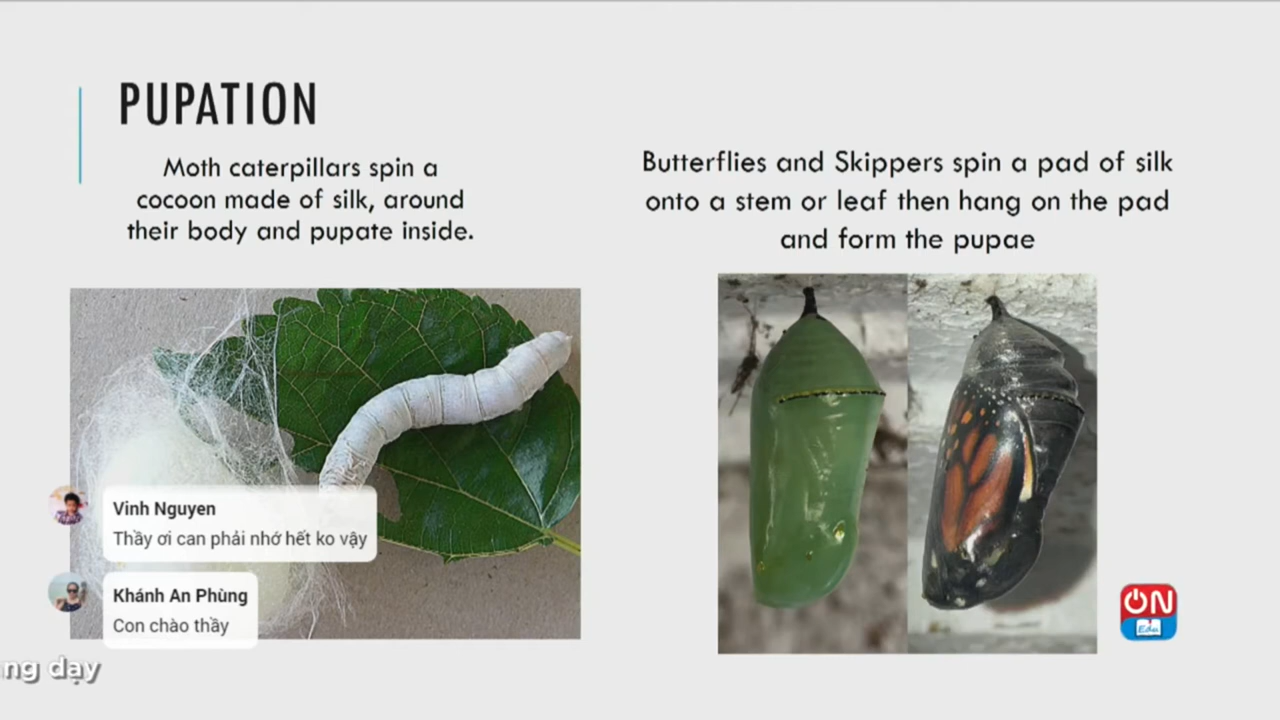 PUPATION
Moth caterpillars spin a
cocoon made of silk, around
their body and pupate inside.
Butterflies and Skippers spin a pad of silk
onto a stem or leaf then hang on the pad
and form the pupae
Vinh Nguyen
Thầy ơi can phải nhớ hết ko vậy
Khánh An Phùng
Con chào thầy
ng dạy
ON
Edu